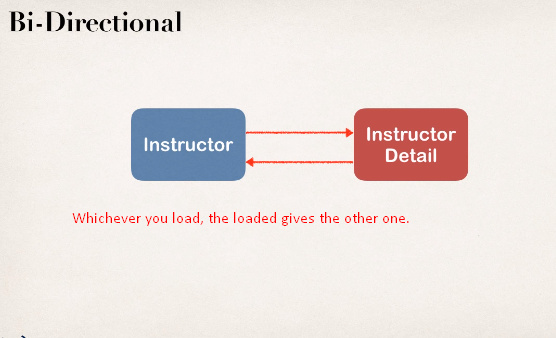 Bi-Directional
Instructor
Instructor
Detail
Whichever you load, the loaded gives the other one.